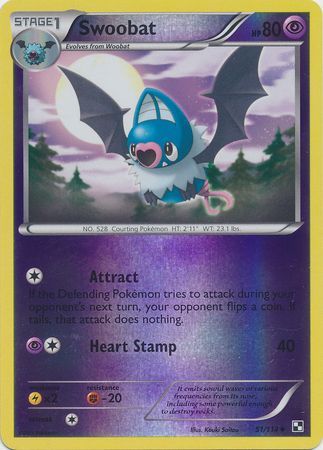 STAGE1
Swoobat
HP 80
Evolves from Woobat
NO. 528 Courting Pokémon HT: 2'11" WT: 23.1 lbs.
Attract
If the Defending Pokémon tries to attack during your
opponent's next turn, your opponent flips a coin. If
tails, that attack does nothing.
Heart Stamp 40
weakness resistance
×2 -20
retreat
It emits sound waves of various
frequencies from its nose,
including some powerful enough
to destroy rocks.
Illus. Kouki Saitou 51/114